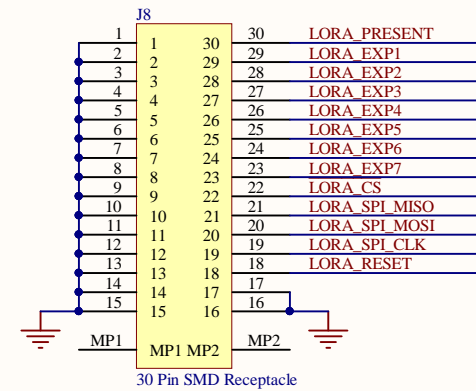 J8
1 1 30 30 LORA_PRESENT
2 2 29 29 LORA_EXP1
3 3 28 28 LORA_EXP2
4 4 27 27 LORA_EXP3
5 5 26 26 LORA_EXP4
6 6 25 25 LORA_EXP5
7 7 24 24 LORA_EXP6
8 8 23 23 LORA_EXP7
9 9 22 22 LORA_CS
10 10 21 21 LORA_SPI_MISO
11 11 20 20 LORA_SPI_MOSI
12 12 19 19 LORA_SPI_CLK
13 13 18 18 LORA_RESET
14 14 17 17
15 15 16 16
MP1 MP1 MP2 MP2
30 Pin SMD Receptacle